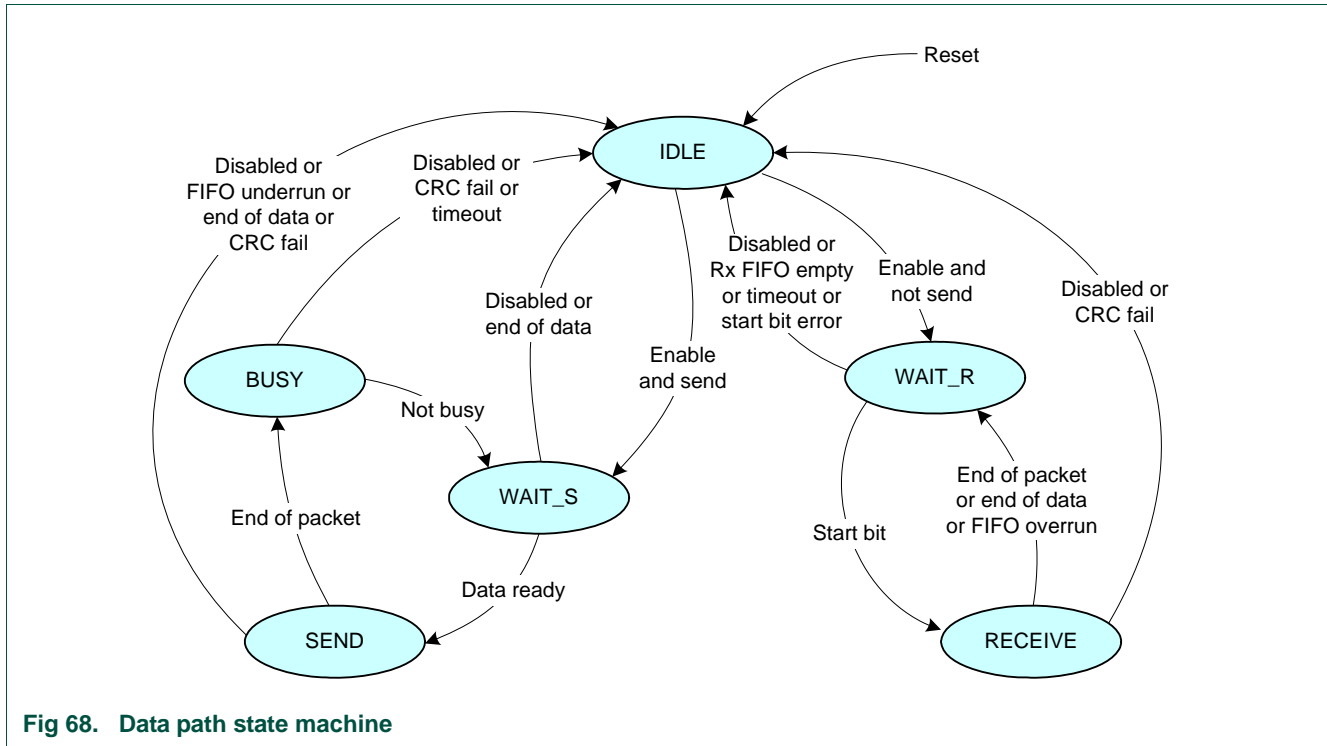 Reset
IDLE
Disabled or
FIFO underrun or
end of data or
CRC fail
Disabled or
CRC fail or
timeout
Disabled or
end of data
Enable
and send
Disabled or
Rx FIFO empty
or timeout or
start bit error
Enable and
not send
Disabled or
CRC fail
BUSY
Not busy
WAIT_S
WAIT_R
End of packet
Data ready
SEND
Start bit
End of packet
or end of data
or FIFO overrun
RECEIVE
Fig 68. Data path state machine